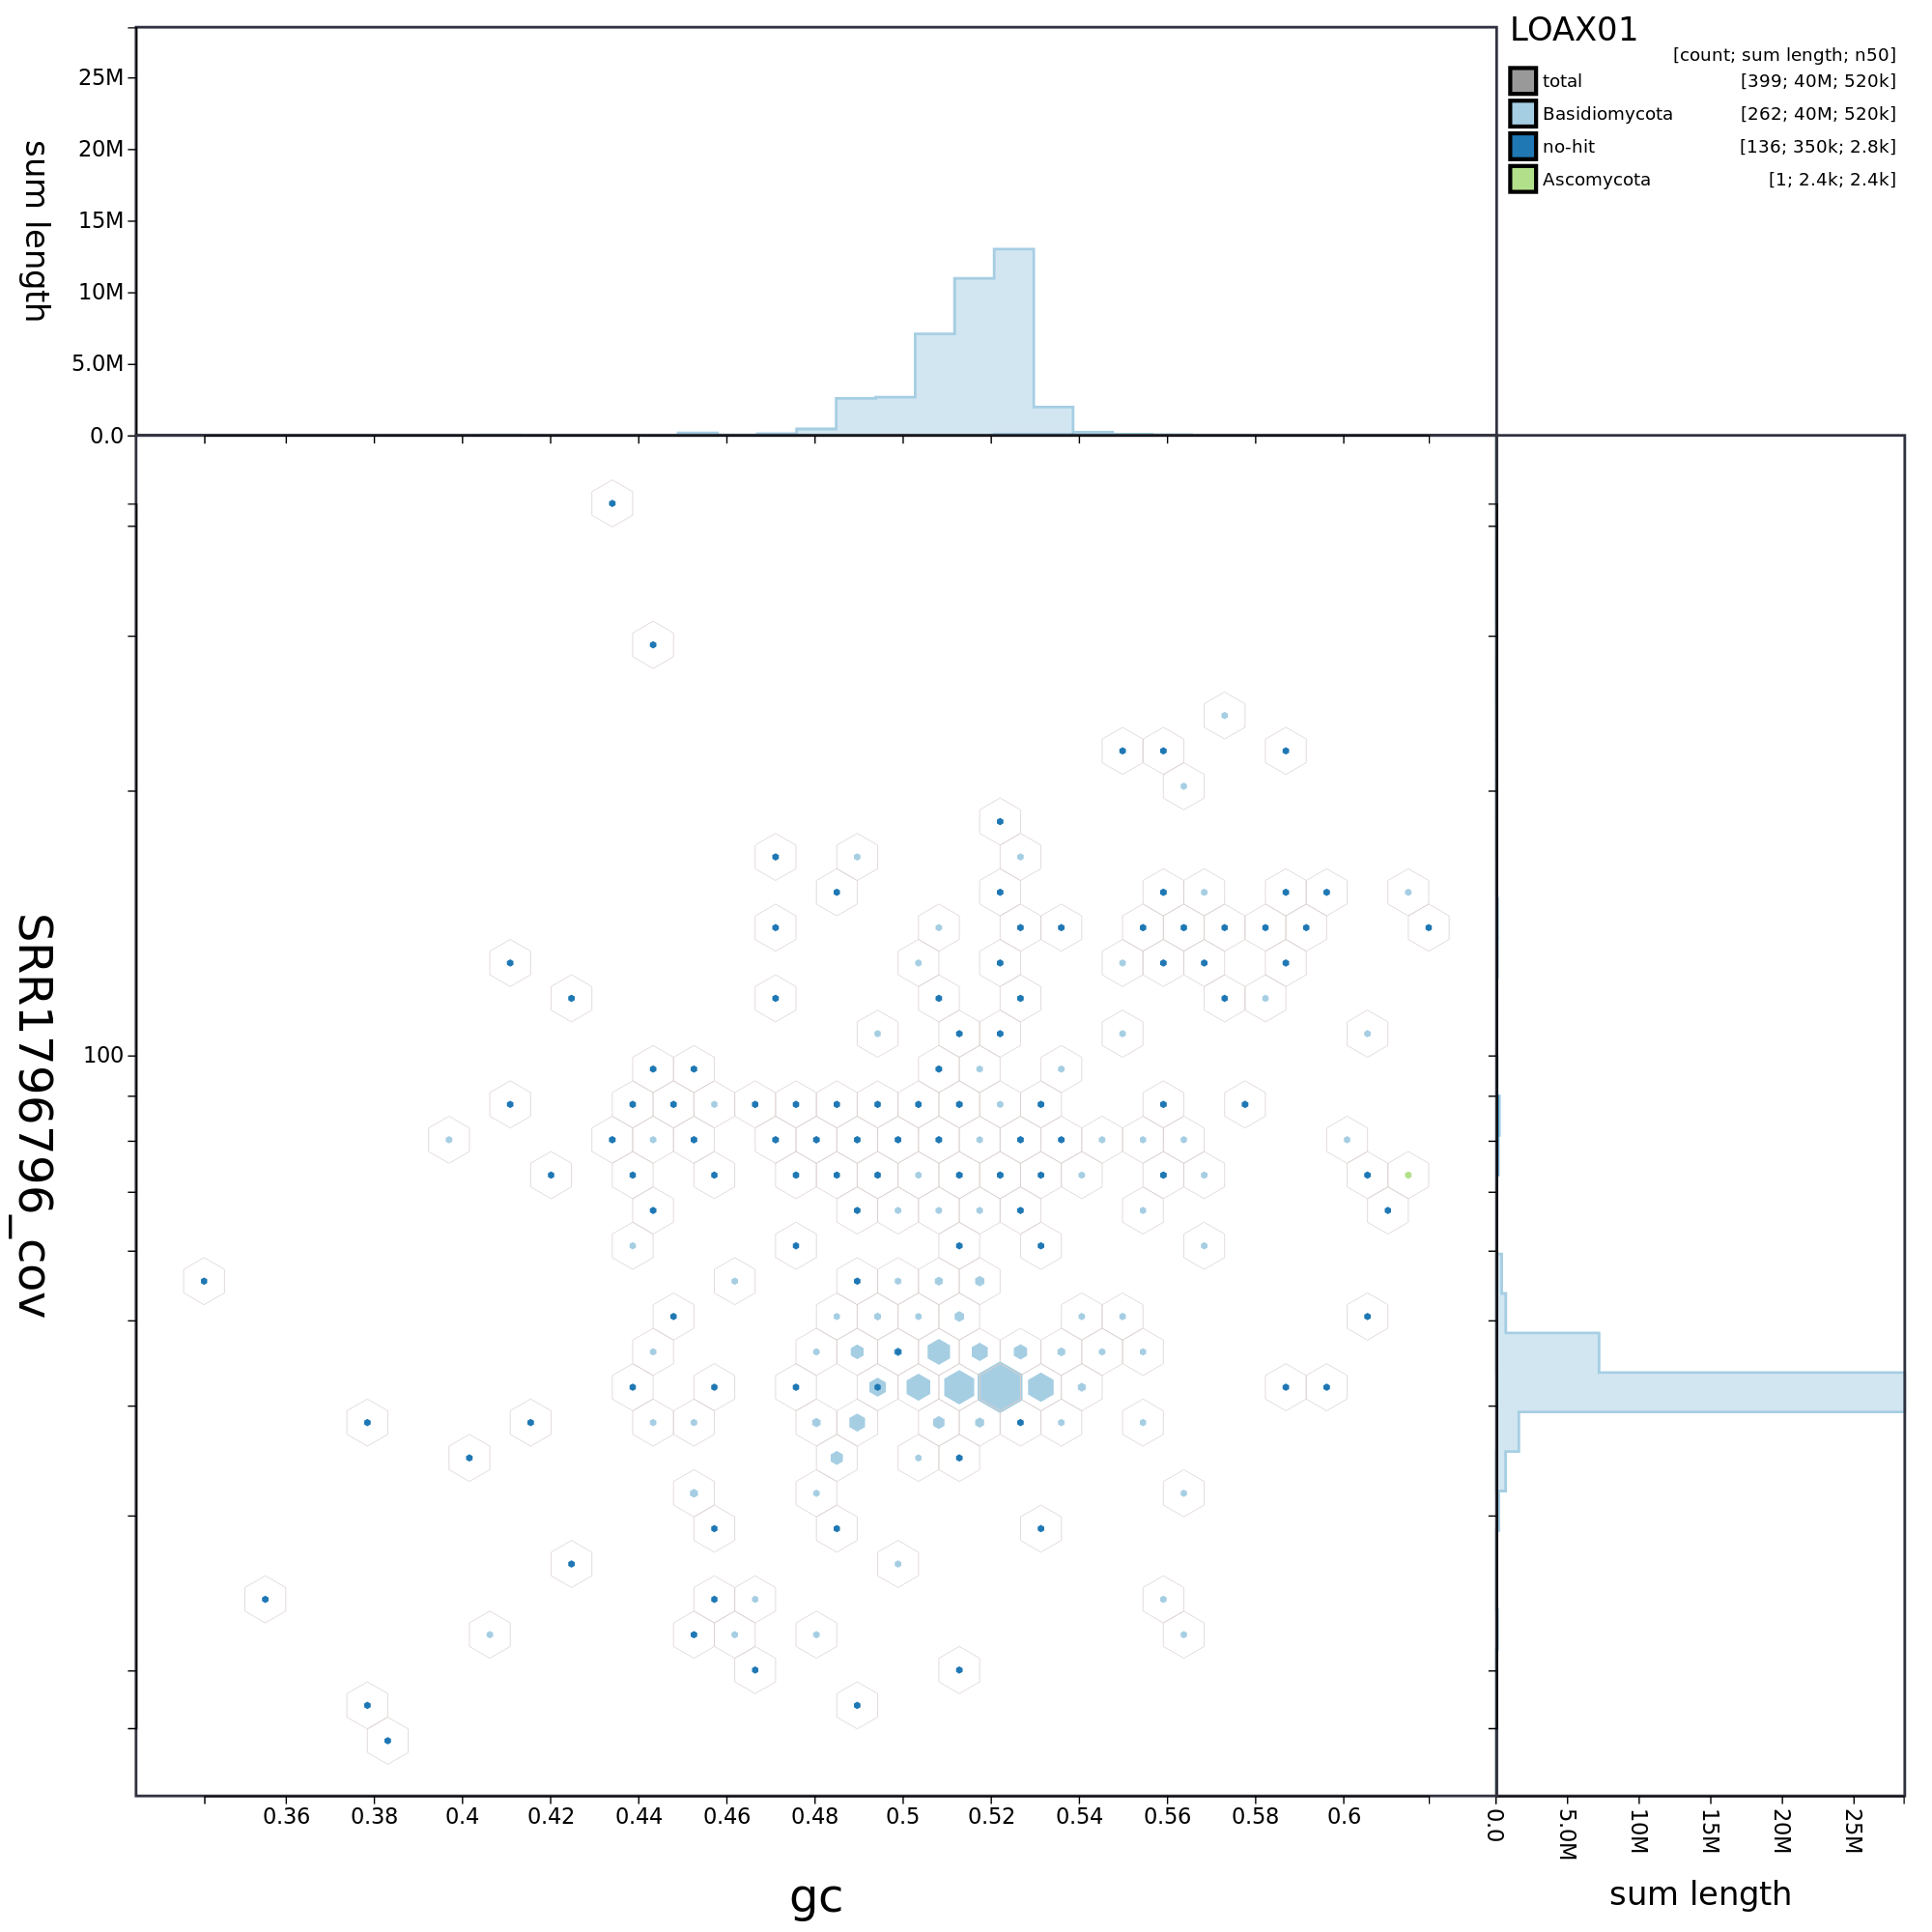 LOAX01
[count; sum length; n50]
total [399; 40M; 520k]
Basidiomycota [262; 40M; 520k]
no-hit [136; 350k; 2.8k]
Ascomycota [1; 2.4k; 2.4k]
sum length
25M
20M
15M
10M
5.0M
0.0
SRR1796796_cov
100
0.36 0.38 0.4 0.42 0.44 0.46 0.48 0.5 0.52 0.54 0.56 0.58 0.6
gc
0.0 5.0M 10M 15M 20M 25M
sum length